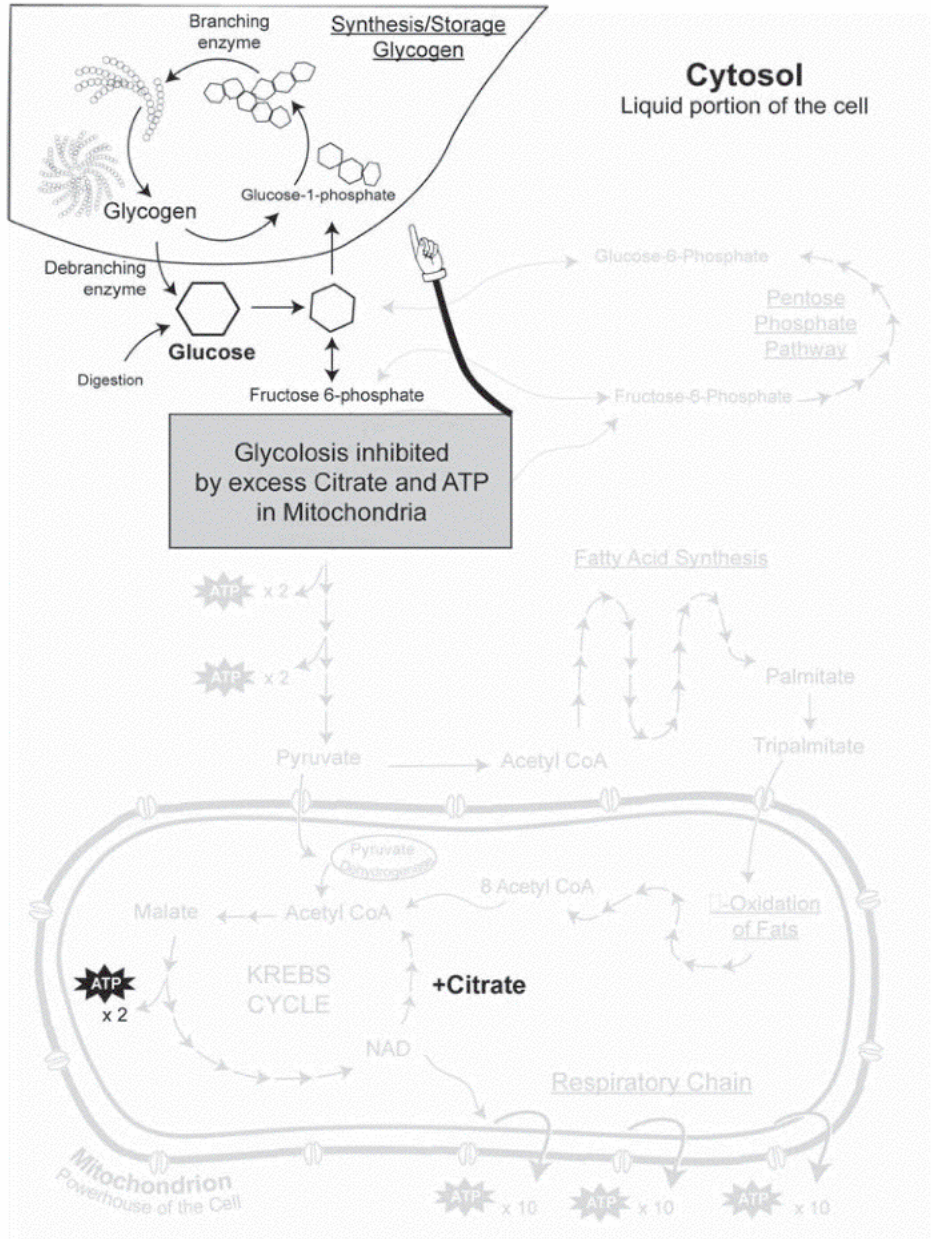 Branching
enzyme
Synthesis/Storage
Glycogen
Cytosol
Liquid portion of the cell
Glucose-1-phosphate
Glycogen
Debranching
enzyme
Glucose
Digestion
Fructose 6-phosphate
Glucose-6-Phosphate
Pentose
Phosphate
Pathway
Fructose-6-Phosphate
Glycolosis inhibited
by excess Citrate and ATP
in Mitochondria
ATP x 2
ATP x 2
Fatty Acid Synthesis
Palmitate
Tripalmitate
Pyruvate
Acetyl CoA
Pyruvate
Dehydrogenase
8 Acetyl CoA
Malate
Acetyl CoA
-Oxidation
of Fats
ATP
x 2
KREBS
CYCLE
+Citrate
NAD
Respiratory Chain
Mitochondrion
Powerhouse of the Cell
ATP x 10
ATP x 10
ATP x 10